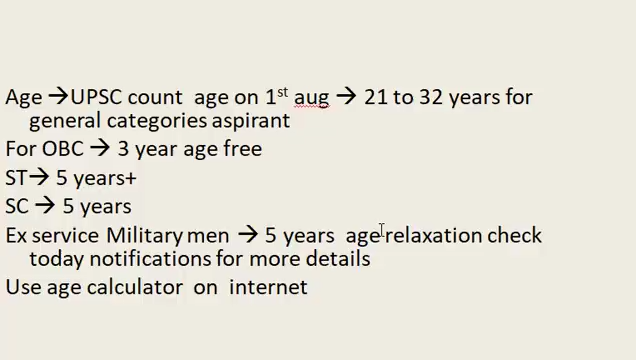 Age →UPSC count age on 1st aug → 21 to 32 years for
general categories aspirant
For OBC → 3 year age free
ST→ 5 years+
SC → 5 years
Ex service Military men → 5 years age relaxation check
today notifications for more details
Use age calculator on internet